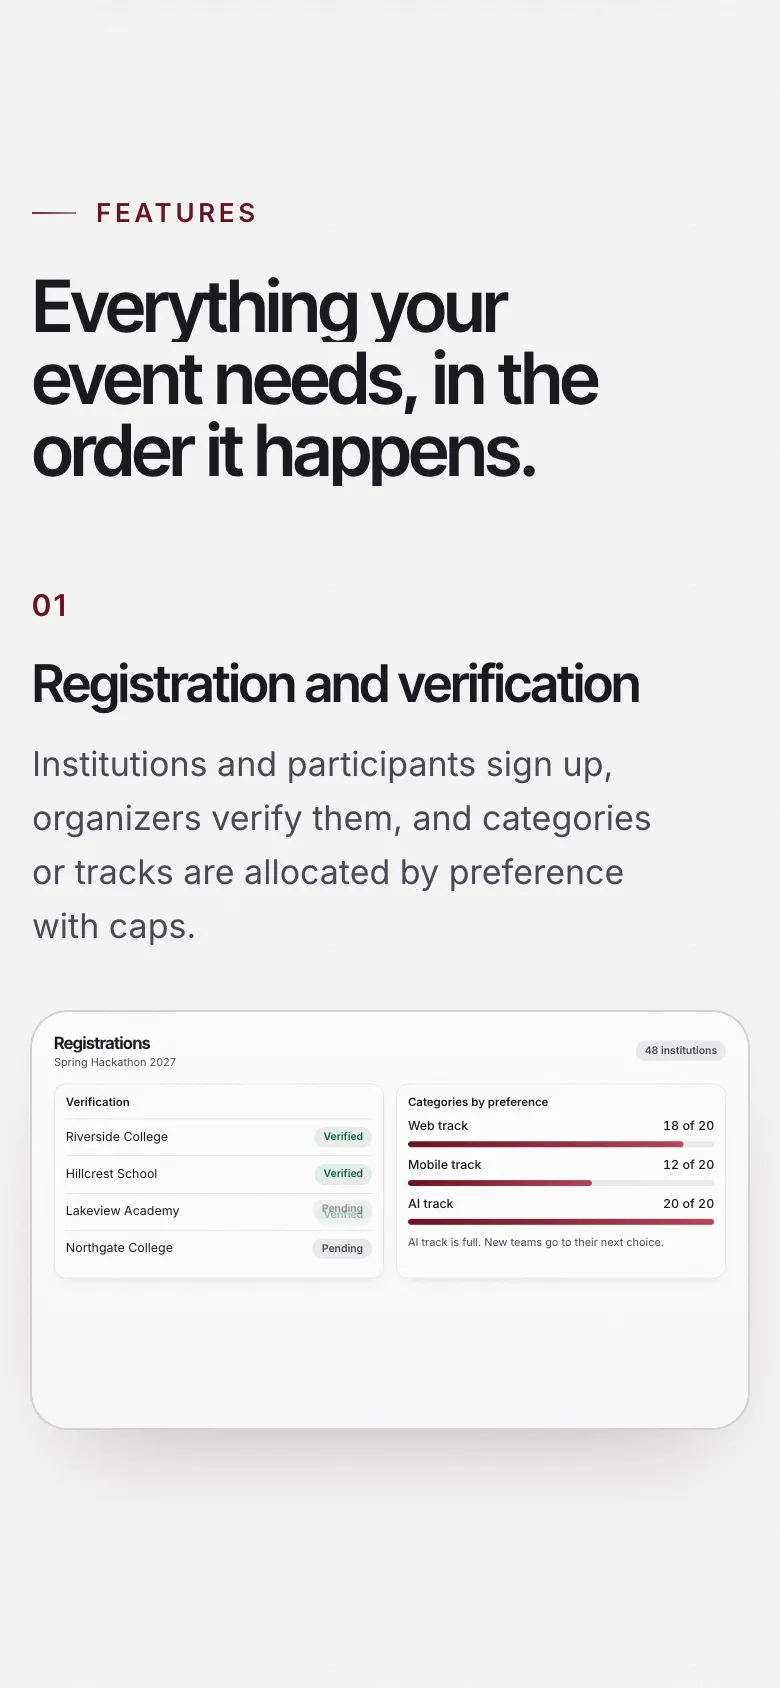 FEATURES
Everything your
event needs, in the
order it happens.
01
Registration and verification
Institutions and participants sign up,
organizers verify them, and categories
or tracks are allocated by preference
with caps.
Registrations
Spring Hackathon 2027
48 institutions
Verification
Riverside College
Verified
Hillcrest School
Verified
Lakeview Academy
Pending
Verified
Northgate College
Pending
Categories by preference
Web track
18 of 20
Mobile track
12 of 20
AI track
20 of 20
AI track is full. New teams go to their next choice.